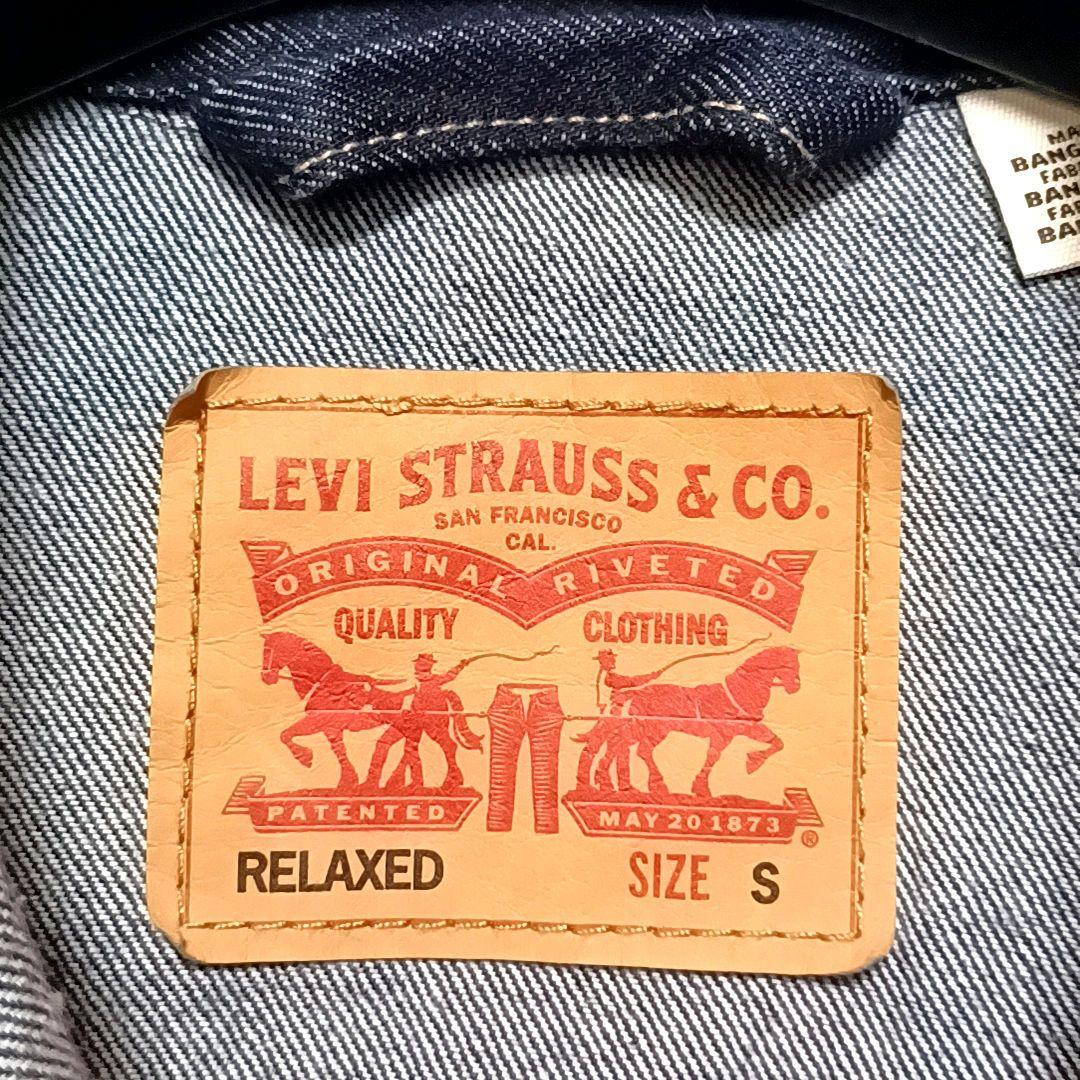 LEVI STRAUSS & CO.
SAN FRANCISCO
CAL.
ORIGINAL RIVETED
QUALITY CLOTHING
PATENTED MAY 20 1873 ®
RELAXED SIZE S